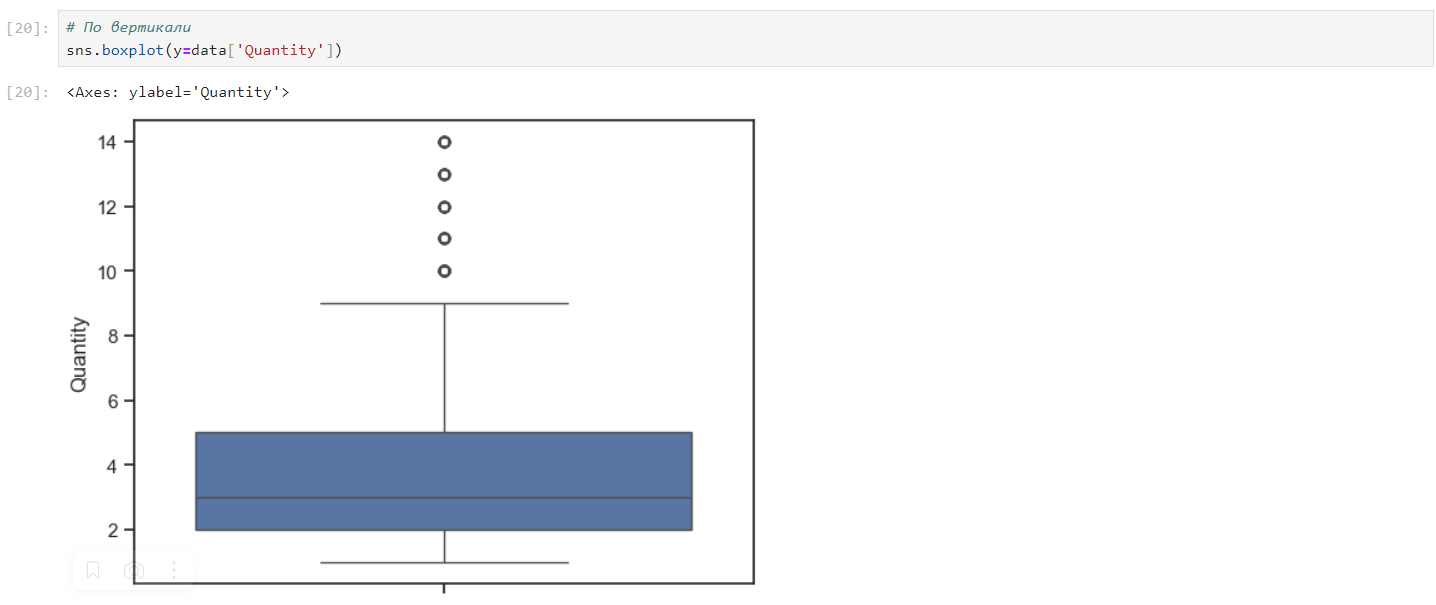 [20]: # По вертикали
sns.boxplot(y=data['Quantity'])
[20]: <Axes: ylabel='Quantity'>
14
12
10
8
6
4
2
Quantity